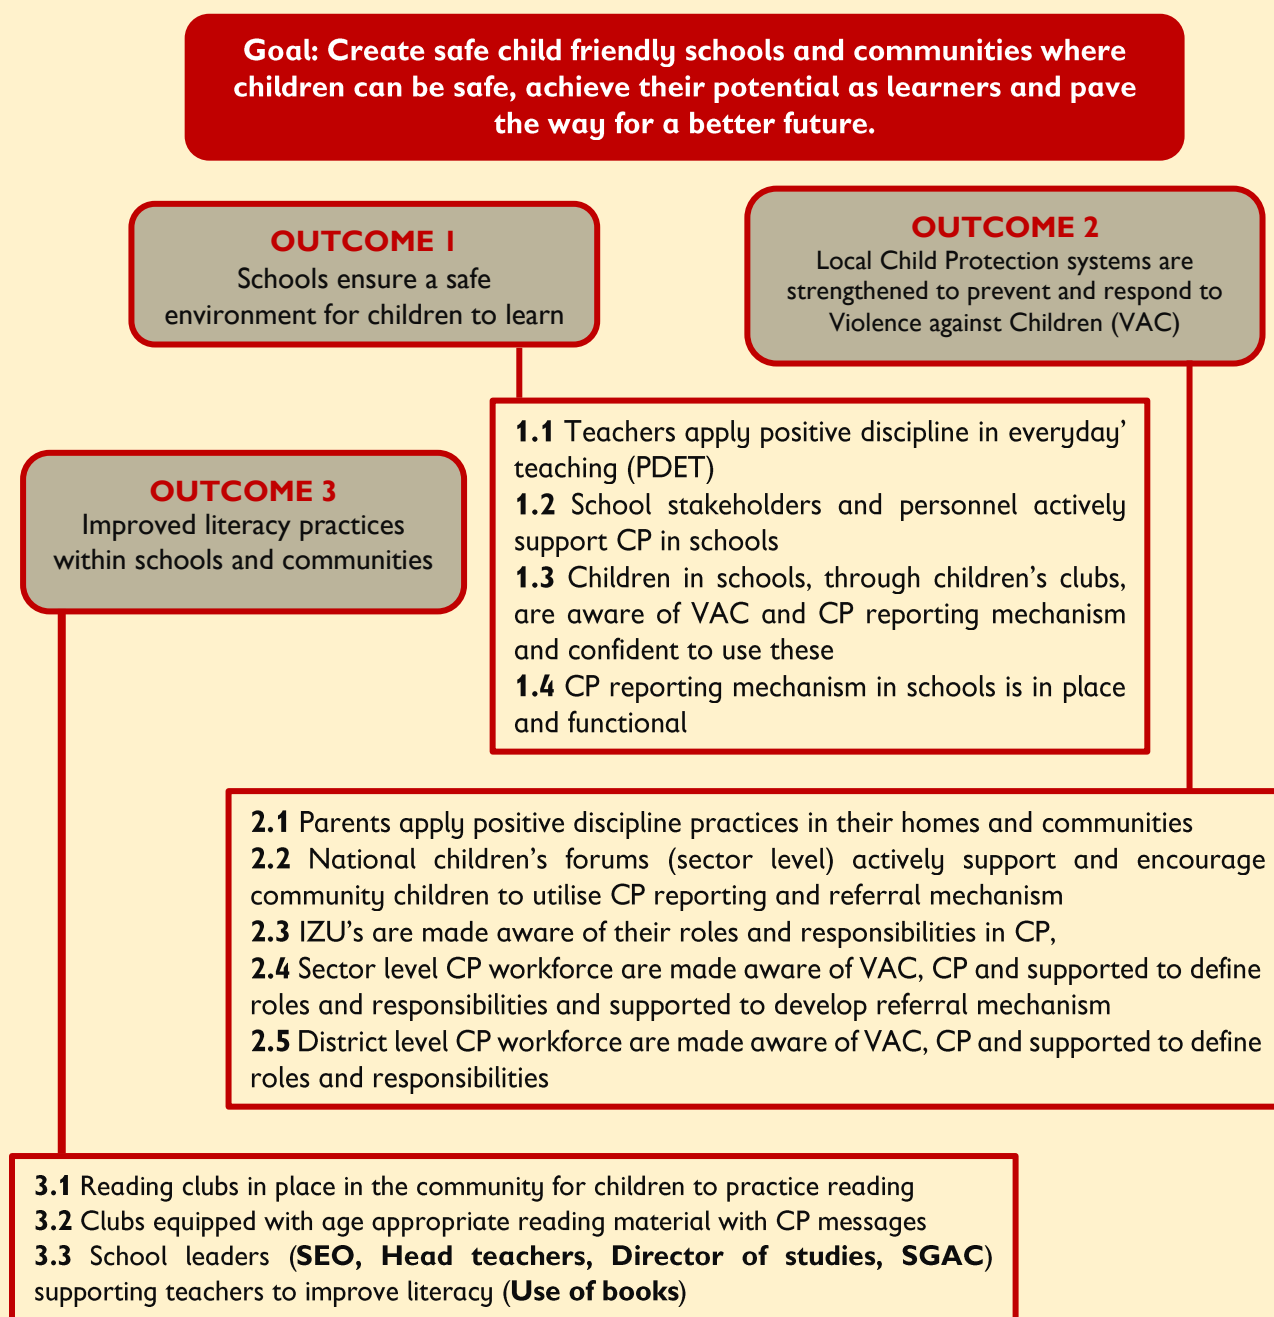 Goal: Create safe child friendly schools and communities where
children can be safe, achieve their potential as learners and pave
the way for a better future.
OUTCOME 1
Schools ensure a safe
environment for children to learn
OUTCOME 2
Local Child Protection systems are
strengthened to prevent and respond to
Violence against Children (VAC)
1.1 Teachers apply positive discipline in everyday’
teaching (PDET)
1.2 School stakeholders and personnel actively
support CP in schools
1.3 Children in schools, through children’s clubs,
are aware of VAC and CP reporting mechanism
and confident to use these
1.4 CP reporting mechanism in schools is in place
and functional
OUTCOME 3
Improved literacy practices
within schools and communities
2.1 Parents apply positive discipline practices in their homes and communities
2.2 National children’s forums (sector level) actively support and encourage
community children to utilise CP reporting and referral mechanism
2.3 IZU’s are made aware of their roles and responsibilities in CP,
2.4 Sector level CP workforce are made aware of VAC, CP and supported to define
roles and responsibilities and supported to develop referral mechanism
2.5 District level CP workforce are made aware of VAC, CP and supported to define
roles and responsibilities
3.1 Reading clubs in place in the community for children to practice reading
3.2 Clubs equipped with age appropriate reading material with CP messages
3.3 School leaders (SEO, Head teachers, Director of studies, SGAC)
supporting teachers to improve literacy (Use of books)